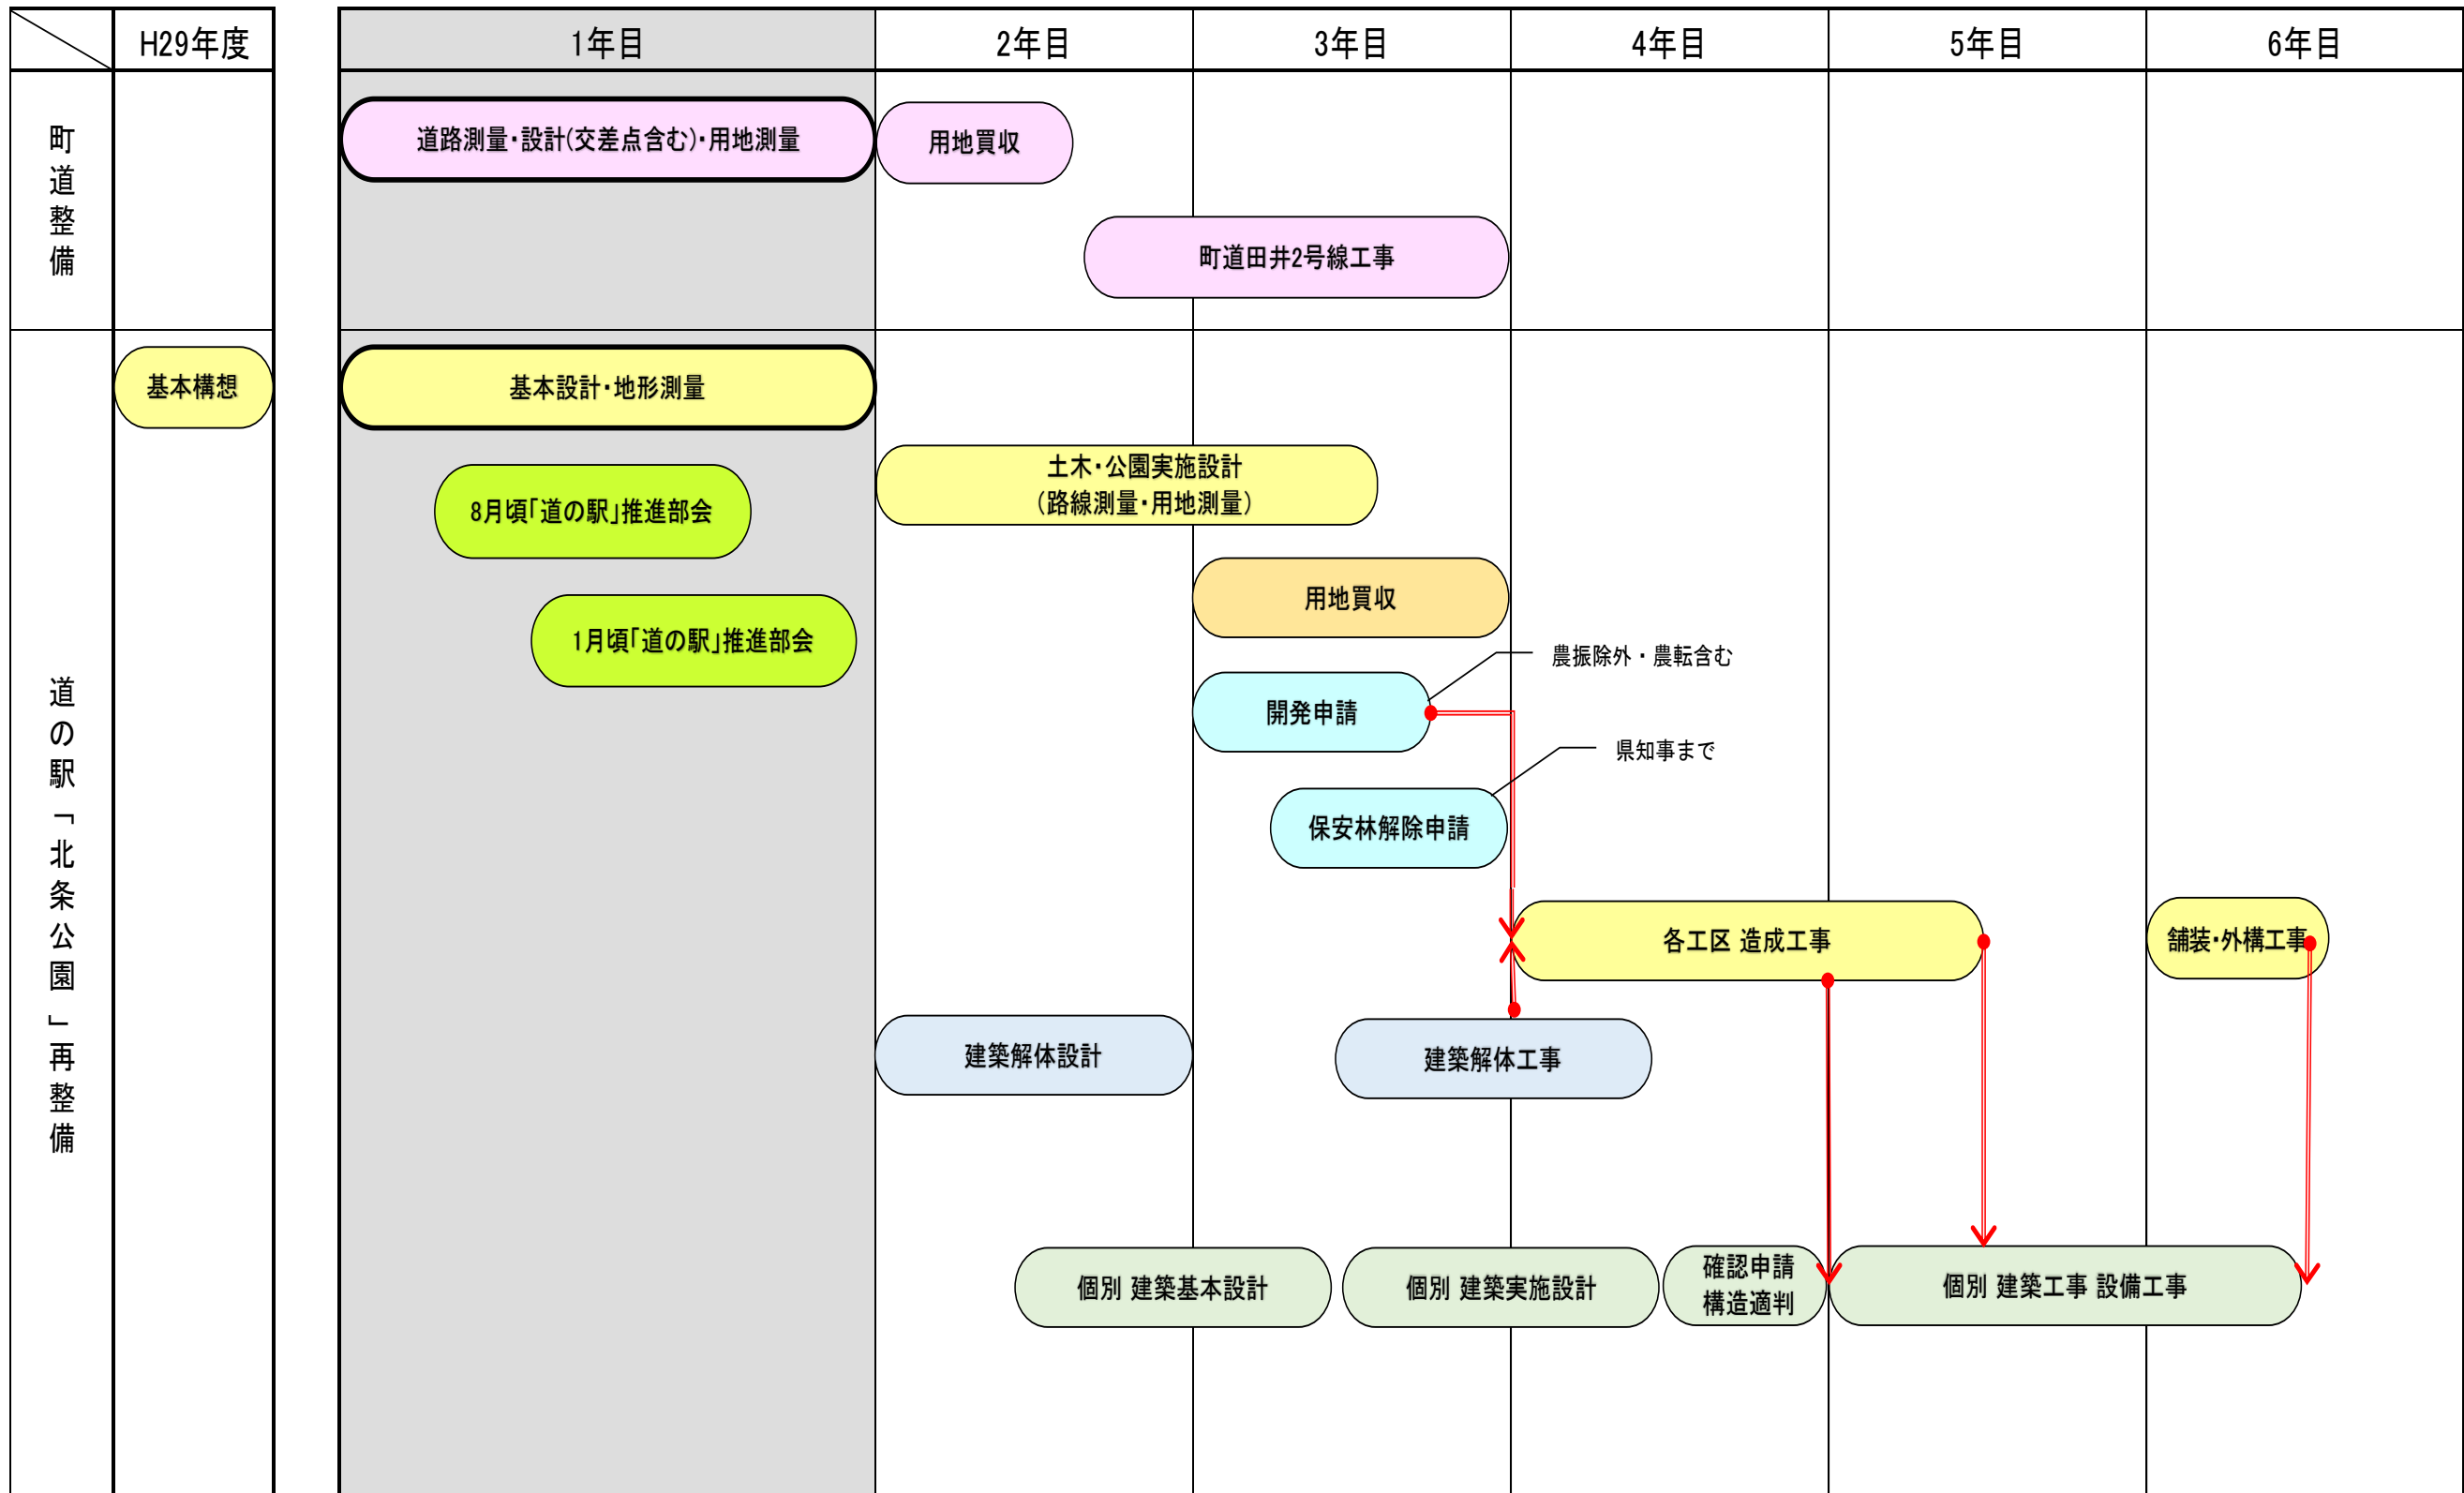 H29年度
1年目
2年目
3年目
4年目
5年目
6年目
町道整備
道路測量・設計(交差点含む)・用地測量
用地買収
町道田井2号線工事
道の駅「北条公園」再整備
基本構想
基本設計・地形測量
8月頃「道の駅」推進部会
1月頃「道の駅」推進部会
土木・公園実施設計
(路線測量・用地測量)
用地買収
農振除外・農転含む
開発申請
県知事まで
保安林解除申請
各工区 造成工事
舗装・外構工事
建築解体設計
建築解体工事
個別 建築基本設計
個別 建築実施設計
確認申請
構造適判
個別 建築工事 設備工事